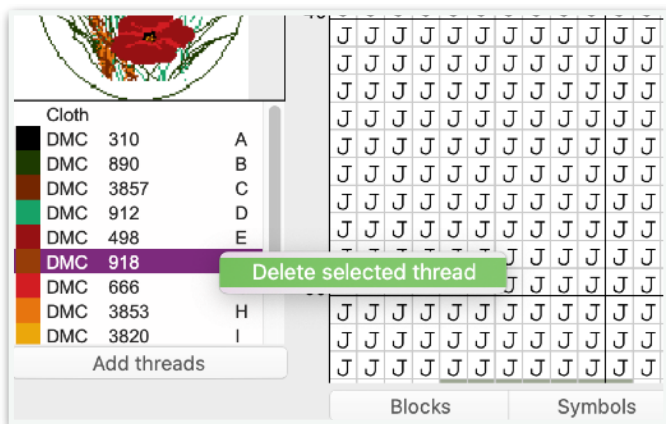 Cloth
DMC 310 A
DMC 890 B
DMC 3857 C
DMC 912 D
DMC 498 E
DMC 918
DMC 666
DMC 3853 H
DMC 3820 I
Add threads
Delete selected thread
J J J J J J J J J J J J
J J J J J J J J J J J J
J J J J J J J J J J J J
J J J J J J J J J J J J
J J J J J J J J J J J J
J J J J J J J J J J J J
J J J J J J J J J J J J
J J J J J J J J J J J J
J J J J J J
J J J J J J
J J J J J J J J J J J J
J J J J J J J J J J J J
J J J J J J J J J J J J
Blocks
Symbols